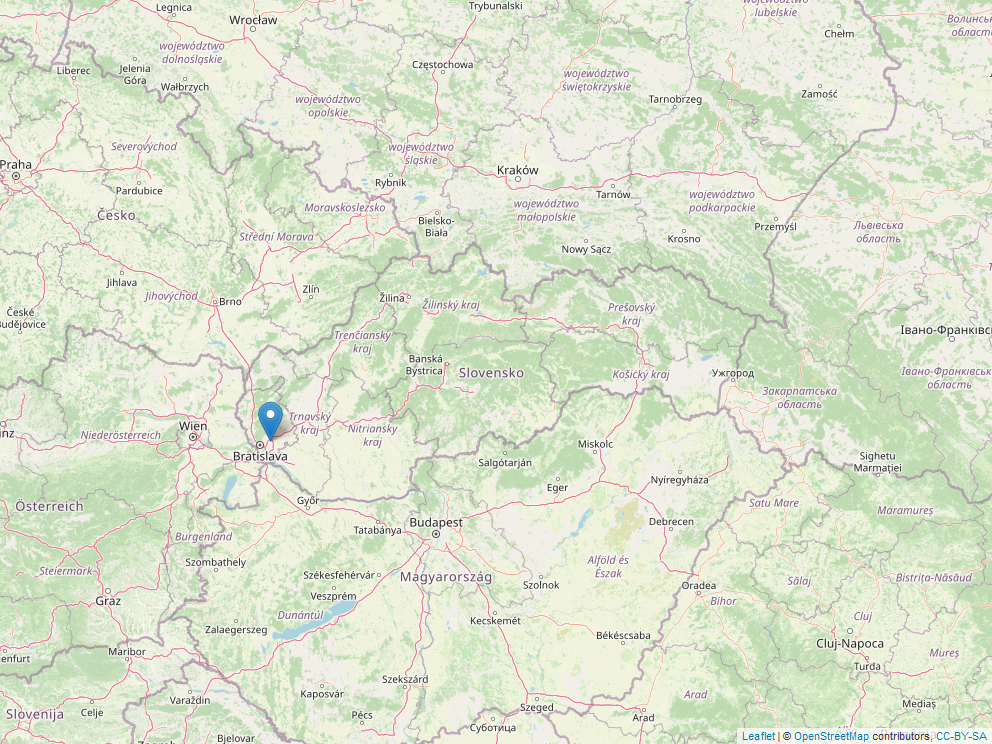 Legnica
Wrocław
Trybunalski
województwo
lubelskie
Chełm
Волинська
область
Liberec
Jelenia
Góra
Wałbrzych
województwo
dolnośląskie
Częstochowa
województwo
świętokrzyskie
Tarnobrzeg
Zamość
województwo
opolskie
Severovýchod
Praha
Pardubice
województwo
śląskie
Rybnik
Kraków
Tarnów
województwo
podkarpackie
Česko
Moravskoslezsko
Bielsko-
Biała
województwo
małopolskie
Przemyśl
Львівська
область
Střední Morava
Nowy Sącz
Krosno
Jihlava
Jihovýchod
Brno
Zlín
Žilina
Žilinský kraj
Prešovský
kraj
České
Budějovice
Івано-Франківськ
Trenčiansky
kraj
Banská
Bystrica
Slovensko
Košický kraj
Ужгород
Закарпатська
область
Івано-Франківська
область
Wien
Niederösterreich
Trnavský
kraj
Nitriansky
kraj
Bratislava
Salgótarján
Miskolc
Sighetu
Marmației
Eger
Nyíregyháza
Österreich
Győr
Satu Mare
Maramureș
Burgenland
Tatabánya
Budapest
Debrecen
Szombathely
Steiermark
Székesfehérvár
Magyarország
Alföld és
Észak
Szolnok
Oradea
Bihor
Sălaj
Bistrița-Năsăud
Graz
Veszprém
Dunántúl
Zalaegerszeg
Kecskemét
Békéscsaba
Cluj
Cluj-Napoca
Maribor
Turda
Mureș
Szekszárd
Kaposvár
Varaždin
Arad
Mediaș
Slovenija
Celje
Pécs
Szeged
Arad
Суботица
Bjelovar
Leaflet | © OpenStreetMap contributors, CC-BY-SA